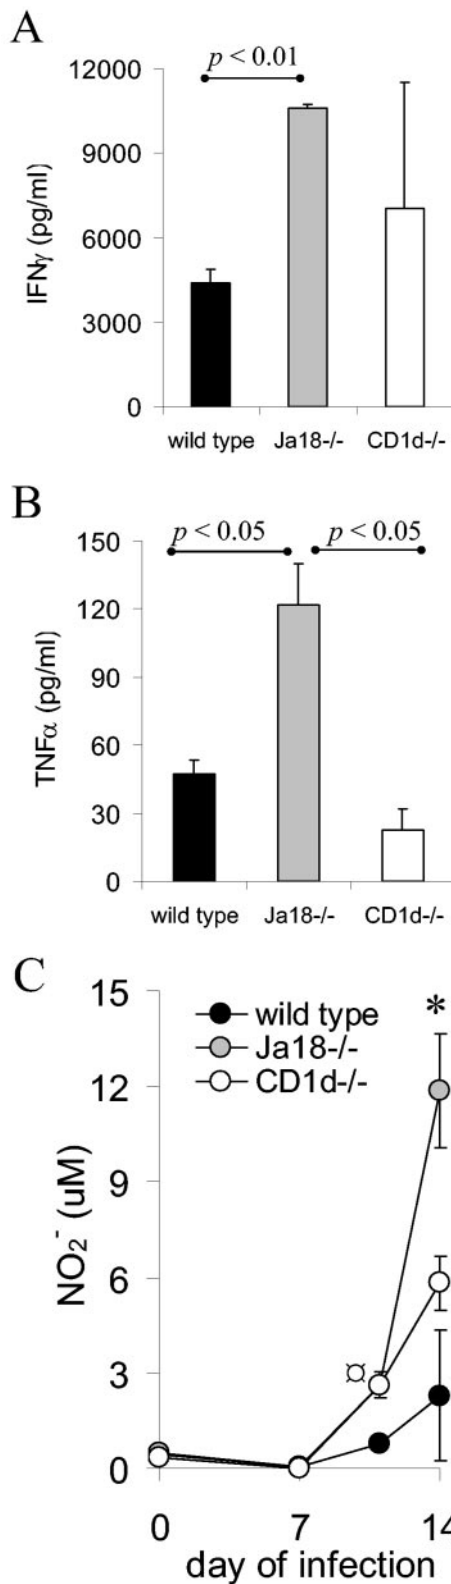 A
p < 0.01
12000
9000
6000
3000
0
IFNγ (pg/ml)
wild type Ja18-/- CD1d-/-
B
p < 0.05 p < 0.05
150
120
90
60
30
0
TNFα (pg/ml)
wild type Ja18-/- CD1d-/-
C
15
12
9
6
3
0
NO₂⁻ (uM)
wild type
Ja18-/-
CD1d-/-
*
¤
0 7 14
day of infection